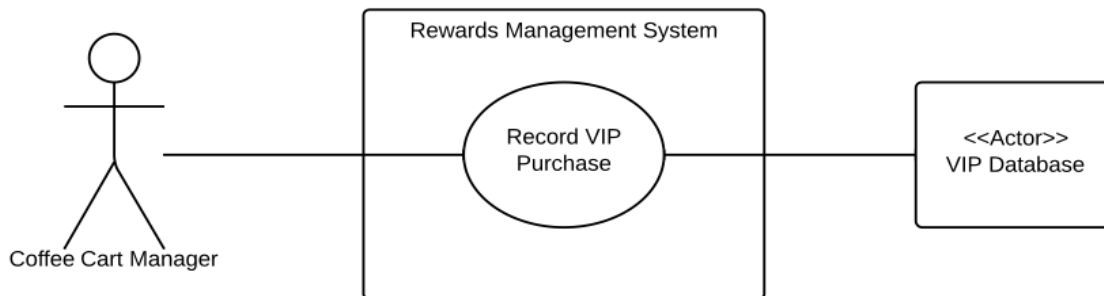 Rewards Management System
Record VIP
Purchase
<<Actor>>
VIP Database
Coffee Cart Manager